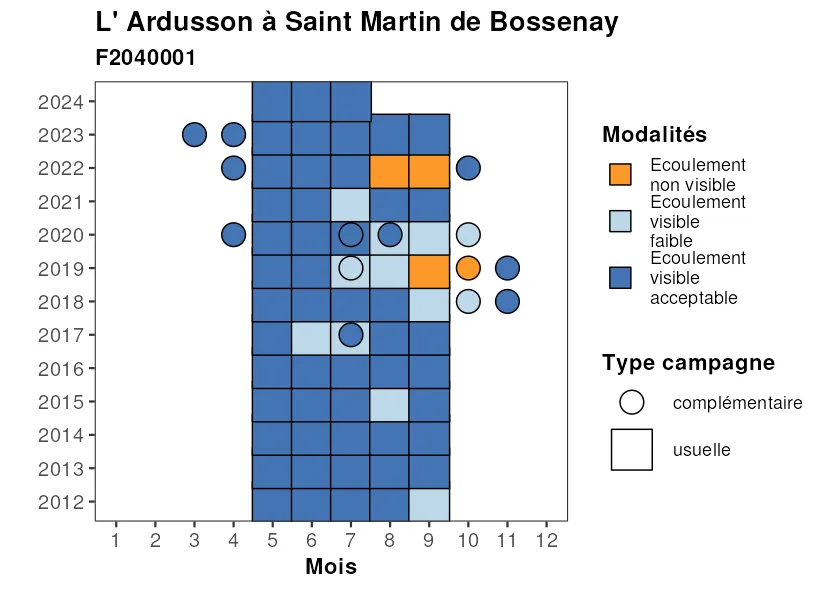 L' Ardusson à Saint Martin de Bossenay
F2040001
2024
2023
2022
2021
2020
2019
2018
2017
2016
2015
2014
2013
2012
1 2 3 4 5 6 7 8 9 10 11 12
Mois
Modalités
Ecoulement
non visible
Ecoulement
visible
faible
Ecoulement
visible
acceptable
Type campagne
complémentaire
usuelle